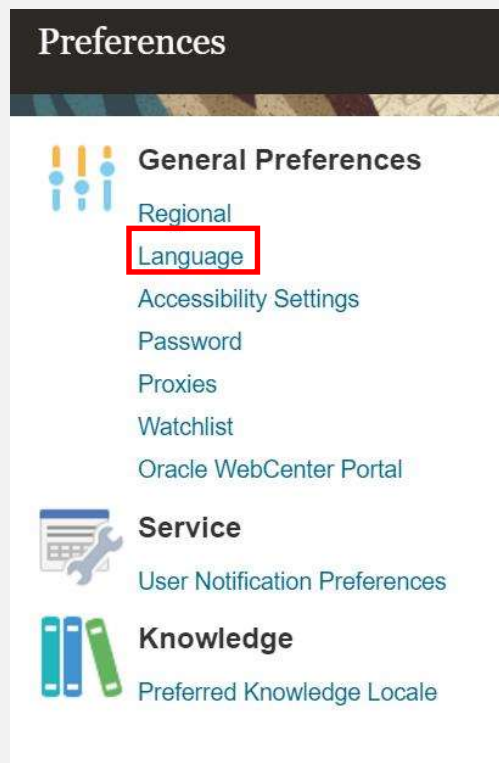 Preferences
General Preferences
Regional
Language
Accessibility Settings
Password
Proxies
Watchlist
Oracle WebCenter Portal
Service
User Notification Preferences
Knowledge
Preferred Knowledge Locale